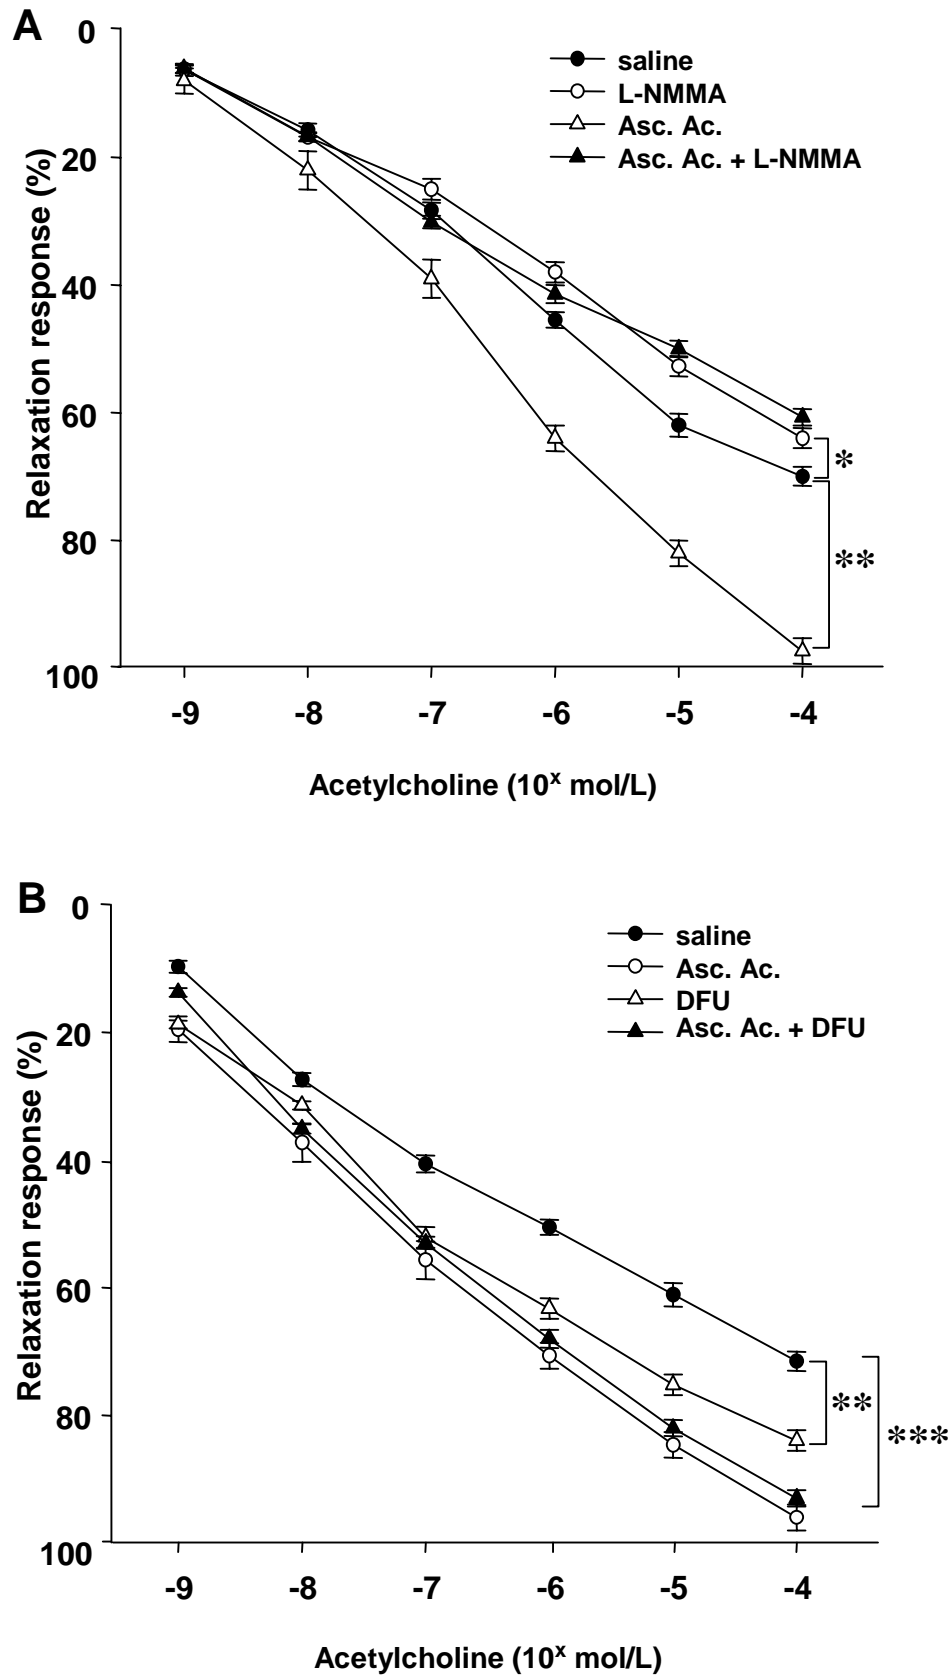 A
0
20
40
60
80
100
Relaxation response (%)
saline
L-NMMA
Asc. Ac.
Asc. Ac. + L-NMMA
*
**
-9 -8 -7 -6 -5 -4
Acetylcholine (10ˣ mol/L)
B
0
20
40
60
80
100
Relaxation response (%)
saline
Asc. Ac.
DFU
Asc. Ac. + DFU
**
***
-9 -8 -7 -6 -5 -4
Acetylcholine (10ˣ mol/L)